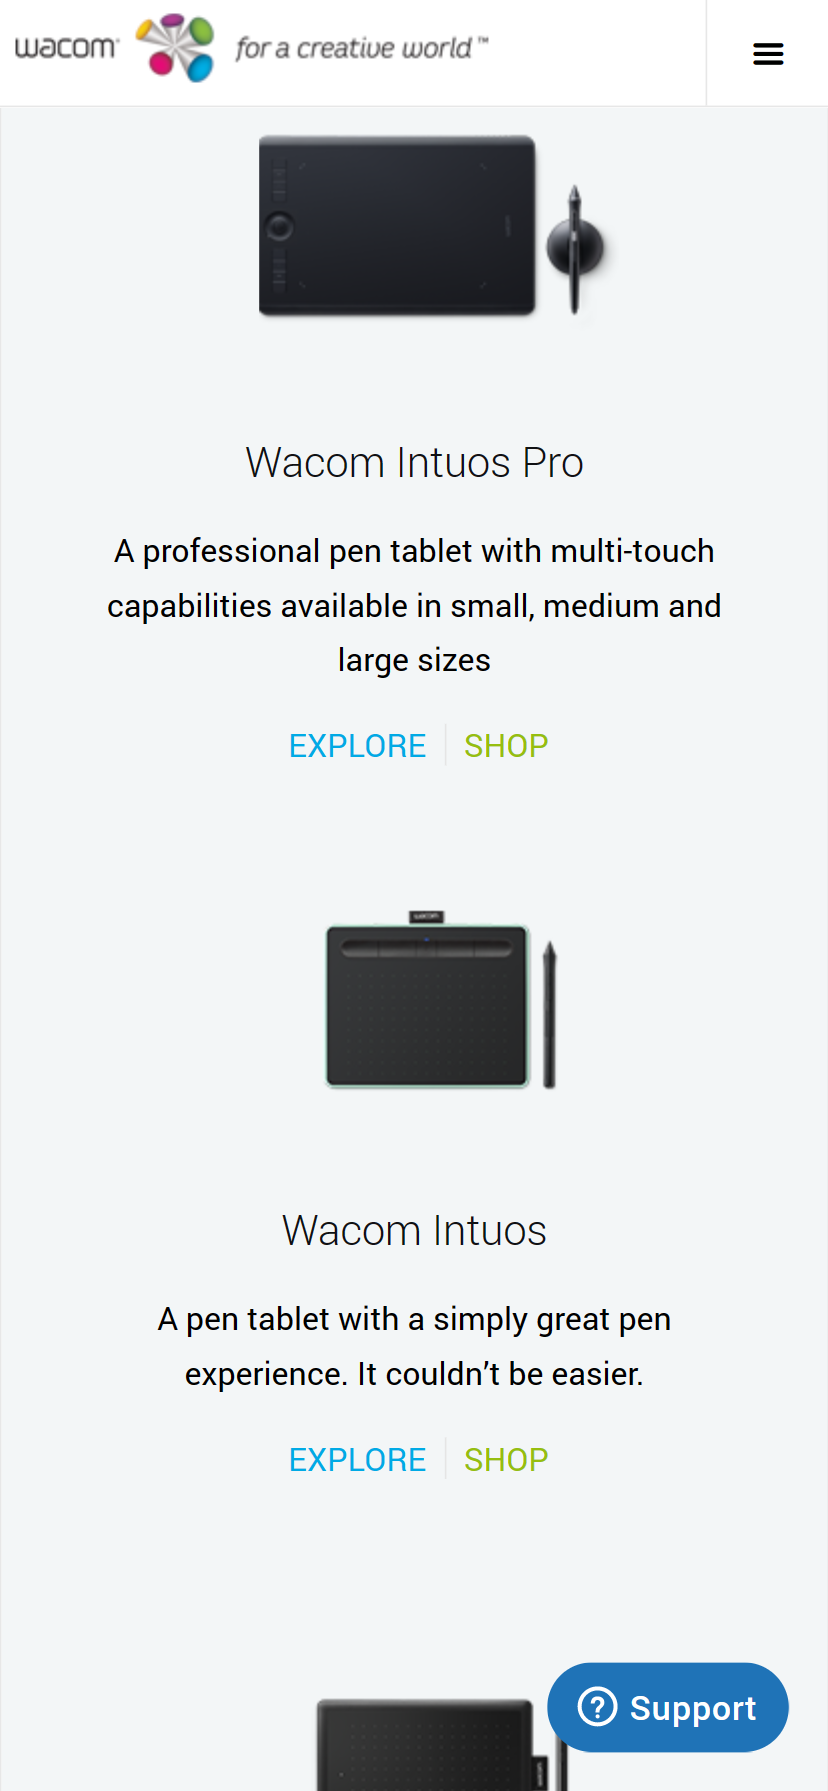 wacom for a creative world™
Wacom Intuos Pro
A professional pen tablet with multi-touch
capabilities available in small, medium and
large sizes
EXPLORE SHOP
wacom
Wacom Intuos
A pen tablet with a simply great pen
experience. It couldn’t be easier.
EXPLORE SHOP
Support